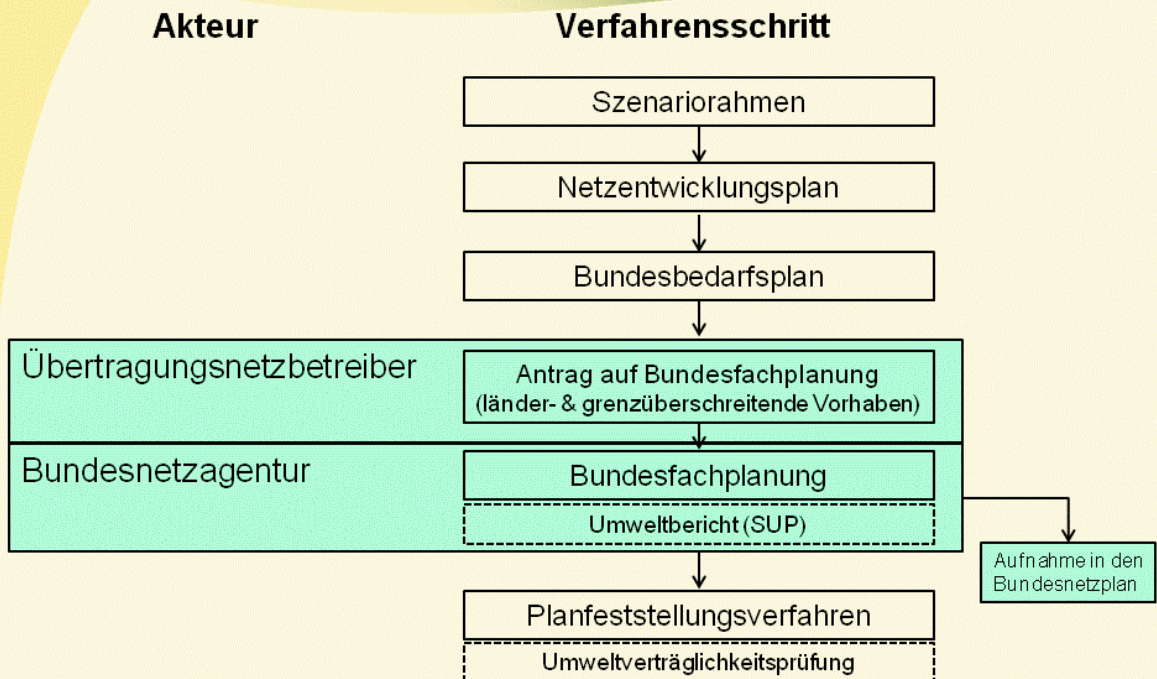 Akteur
Verfahrensschritt
Szenariorahmen
Netzentwicklungsplan
Bundesbedarfsplan
Übertragungsnetzbetreiber
Antrag auf Bundesfachplanung
(länder- & grenzüberschreitende Vorhaben)
Bundesnetzagentur
Bundesfachplanung
Umweltbericht (SUP)
Aufnahme in den
Bundesnetzplan
Planfeststellungsverfahren
Umweltverträglichkeitsprüfung